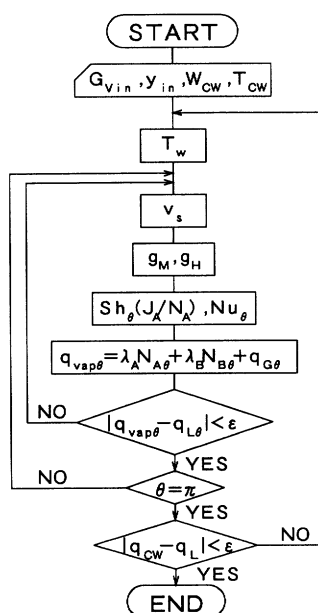 START
G_Vin, y_in, W_CW, T_CW
T_w
v_s
g_M, g_H
Sh_θ(J_A/N_A), Nu_θ
q_vapθ=λ_A N_Aθ+λ_B N_Bθ+q_Gθ
NO
|q_vapθ−q_Lθ|<ε
YES
NO
θ=π
YES
|q_CW−q_L|<ε
NO
YES
END